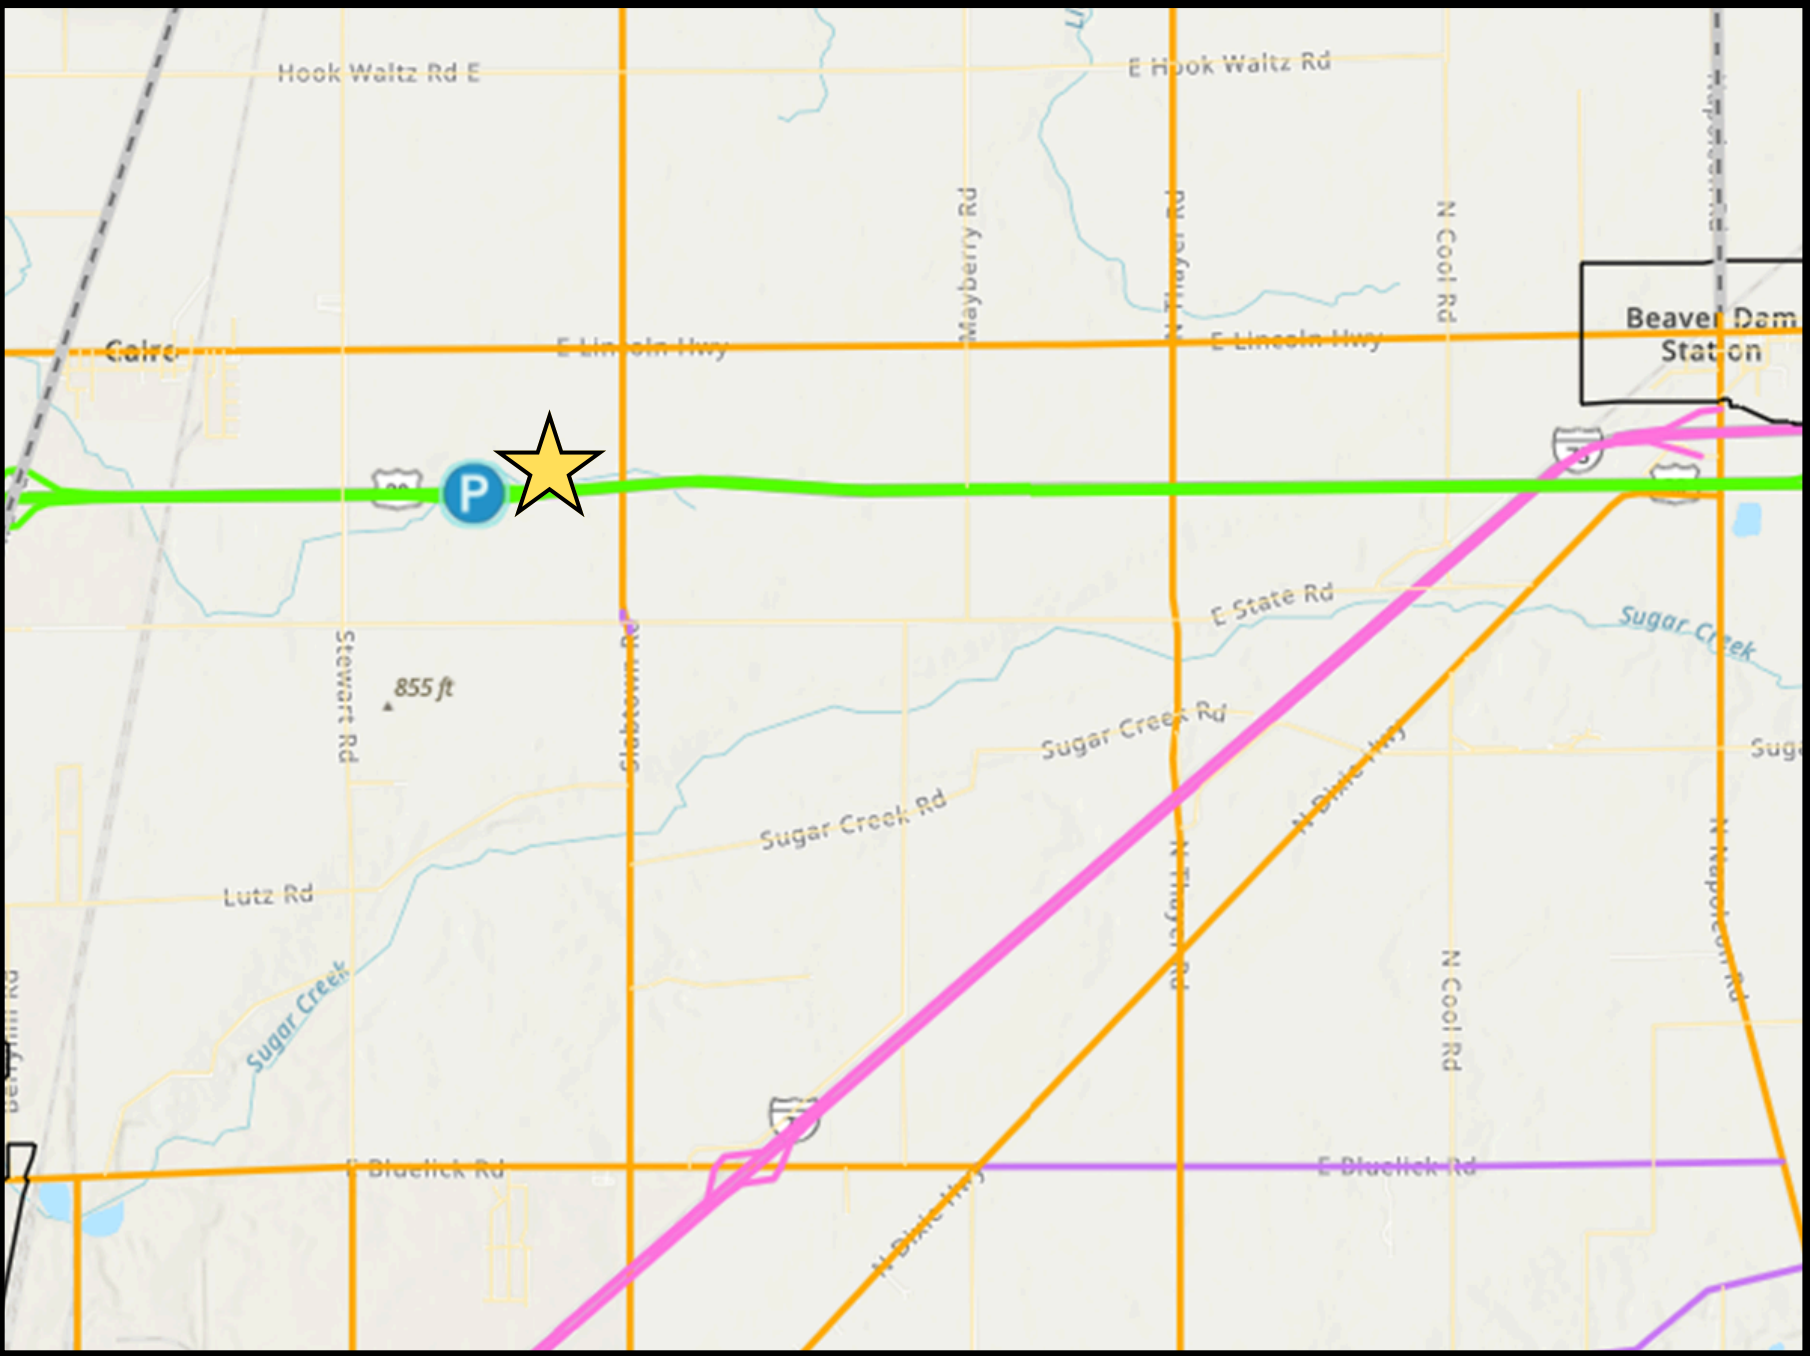 Hook Waltz Rd E
E Hook Waltz Rd
Mayberry Rd
N Thayer Rd
N Cool Rd
Cairo
E Lincoln Hwy
E Lincoln Hwy
Beaver Dam
Station
75
P
E State Rd
Sugar Creek
Stewart Rd
855 ft
Slabtown Rd
Sugar Creek Rd
N Dixie Hwy
Sugar Creek Rd
Lutz Rd
N Thayer Rd
N Napoleon Rd
N Cool Rd
Sugar Creek
E Bluelick Rd
E Bluelick Rd
N Dixie Hwy